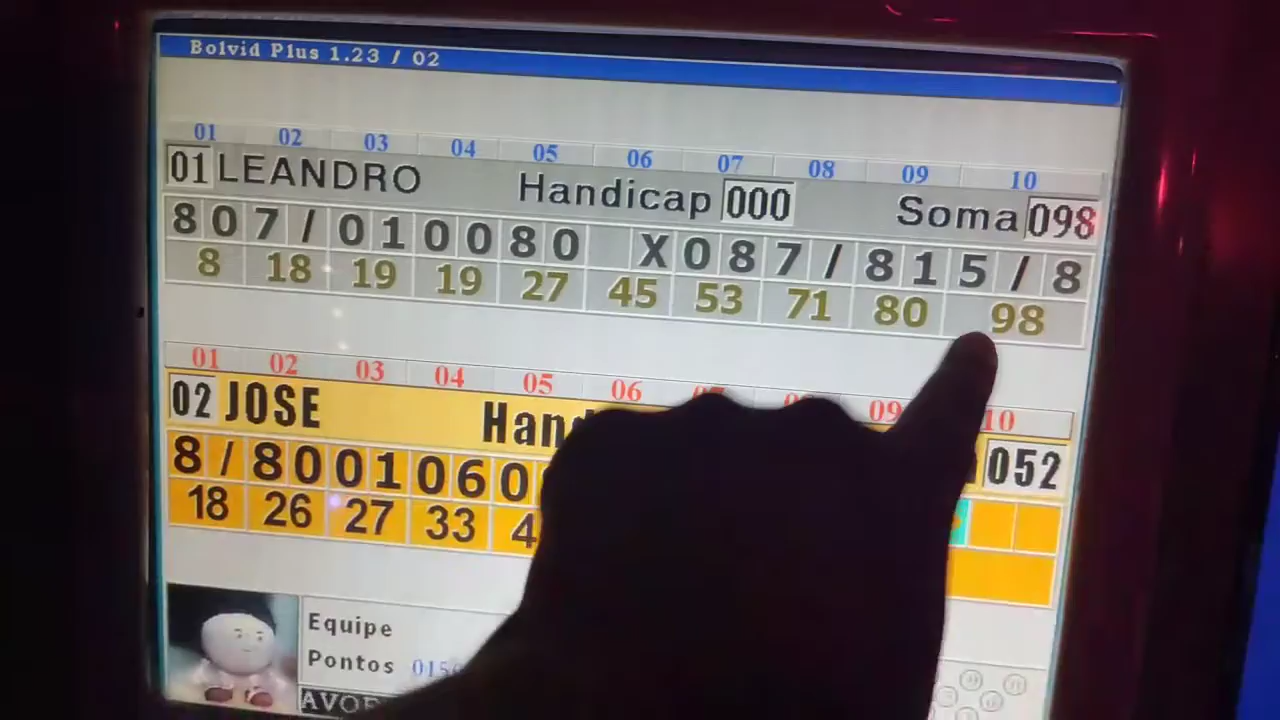 Bolvid Plus 1.23 / 02
01 02 03 04 05 06 07 08 09 10
01 LEANDRO Handicap 000 Soma 098
8 0 7 / 0 1 0 0 8 0 X 0 8 7 / 8 1 5 / 8
8 18 19 19 27 45 53 71 80 98
01 02 03 04 05 06 09 10
02 JOSE 052
8 / 8 0 0 1 0 6 0
18 26 27 33
Equipe
Pontos